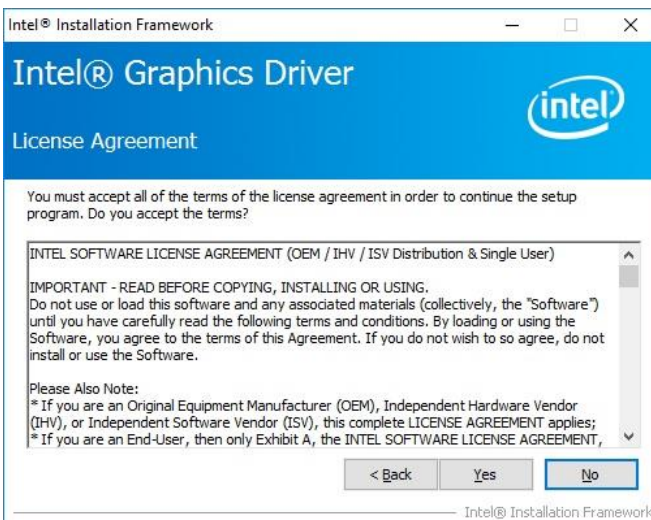 Intel® Installation Framework
Intel® Graphics Driver
intel
License Agreement
You must accept all of the terms of the license agreement in order to continue the setup
program. Do you accept the terms?
INTEL SOFTWARE LICENSE AGREEMENT (OEM / IHV / ISV Distribution & Single User)
IMPORTANT - READ BEFORE COPYING, INSTALLING OR USING.
Do not use or load this software and any associated materials (collectively, the "Software")
until you have carefully read the following terms and conditions. By loading or using the
Software, you agree to the terms of this Agreement. If you do not wish to so agree, do not
install or use the Software.
Please Also Note:
* If you are an Original Equipment Manufacturer (OEM), Independent Hardware Vendor
(IHV), or Independent Software Vendor (ISV), this complete LICENSE AGREEMENT applies;
* If you are an End-User, then only Exhibit A, the INTEL SOFTWARE LICENSE AGREEMENT,
< Back Yes No
Intel® Installation Framework